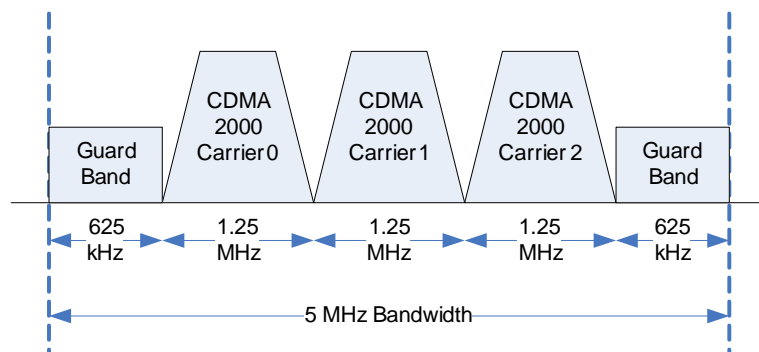 CDMA
2000
Carrier 0
CDMA
2000
Carrier 1
CDMA
2000
Carrier 2
Guard
Band
Guard
Band
625
kHz
1.25
MHz
1.25
MHz
1.25
MHz
625
kHz
5 MHz Bandwidth